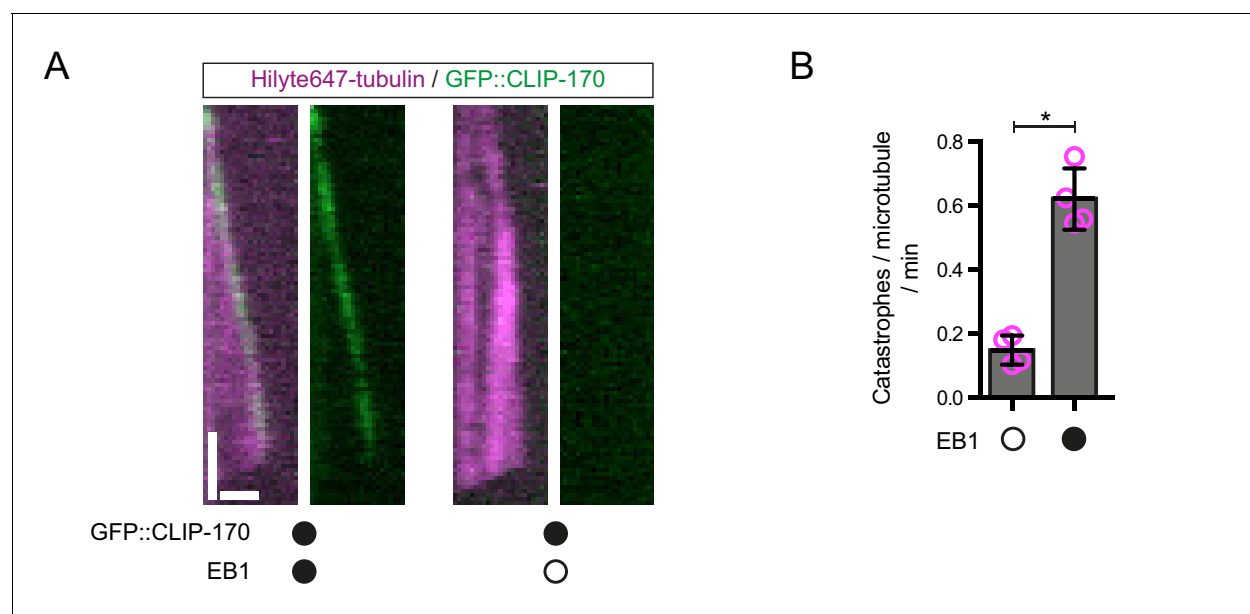 A
Hilyte647-tubulin / GFP::CLIP-170
GFP::CLIP-170
EB1
B
*
Catastrophes / microtubule
/ min
0.8
0.6
0.4
0.2
0.0
EB1